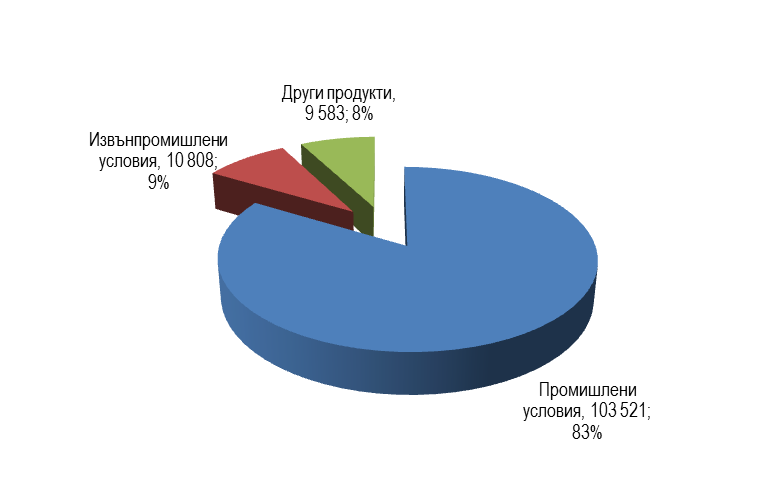 Други продукти,
9 583; 8%
Извънпромишлени
условия, 10 808;
9%
Промишлени
условия, 103 521;
83%